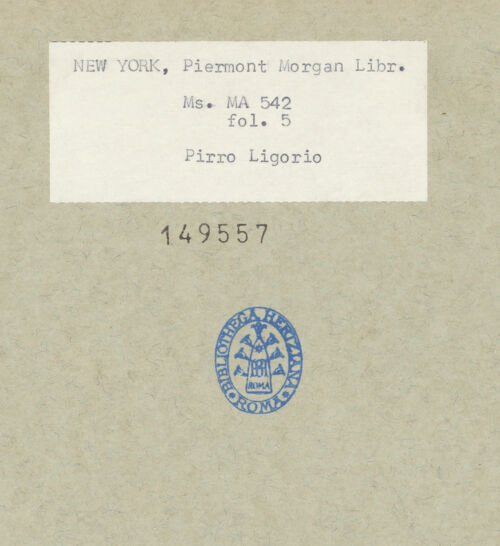 NEW YORK, Piermont Morgan Libr.
Ms. MA 542
fol. 5
Pirro Ligorio
149557
BIBLIOTHECA HERTZIANA
ROMA
ROMA